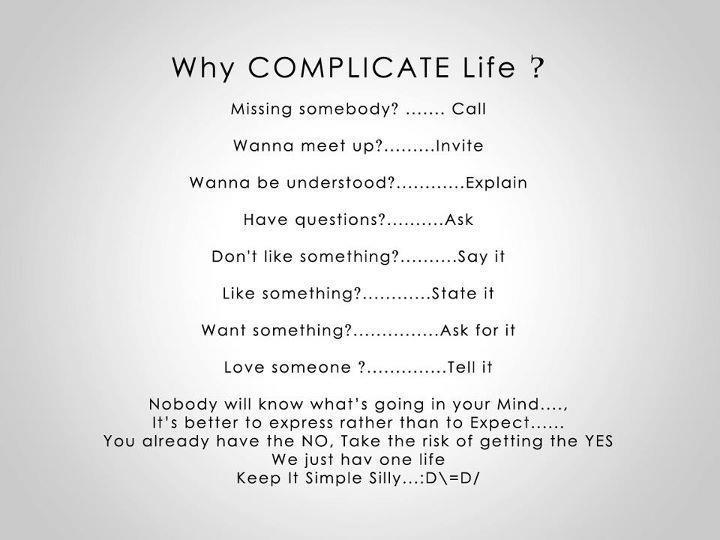 Why COMPLICATE Life ?
Missing somebody? ....... Call
Wanna meet up?.........Invite
Wanna be understood?............Explain
Have questions?..........Ask
Don't like something?..........Say it
Like something?............State it
Want something?...............Ask for it
Love someone ?..............Tell it
Nobody will know what's going in your Mind....,
It's better to express rather than to Expect......
You already have the NO, Take the risk of getting the YES
We just hav one life
Keep It Simple Silly...:D\=D/